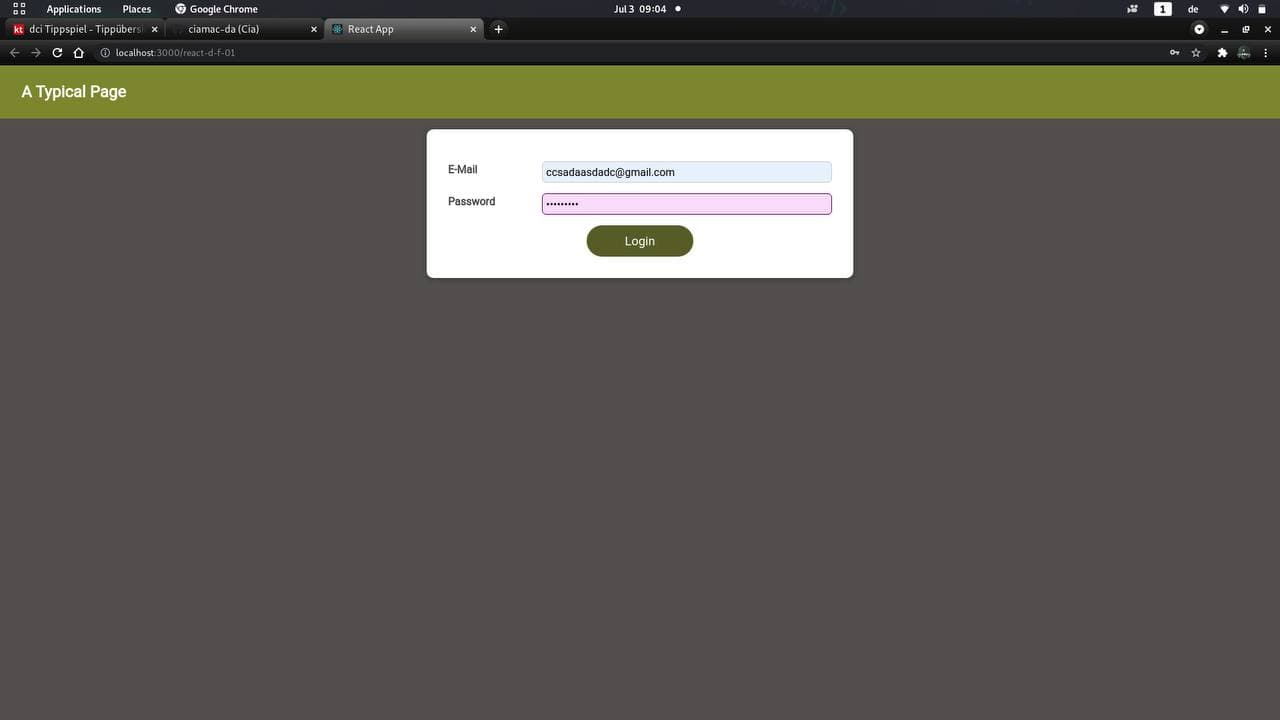 Applications Places Google Chrome Jul 3 09:04 1 de
kt dci Tippspiel - Tippübersi ciamac-da (Cia) React App
localhost:3000/react-d-f-01
A Typical Page
E-Mail ccsadaasdadc@gmail.com
Password •••••••••
Login